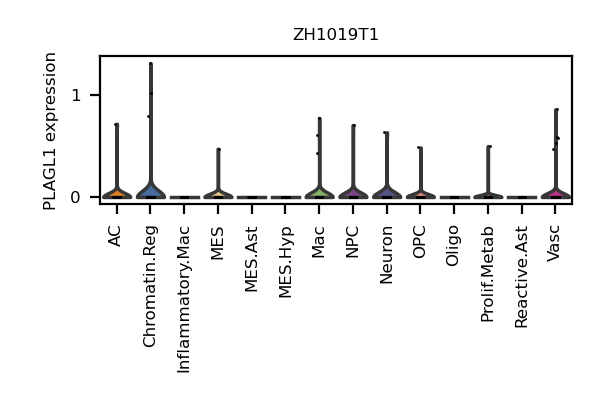 ZH1019T1
PLAGL1 expression
1
0
AC
Chromatin.Reg
Inflammatory.Mac
MES
MES.Ast
MES.Hyp
Mac
NPC
Neuron
OPC
Oligo
Prolif.Metab
Reactive.Ast
Vasc